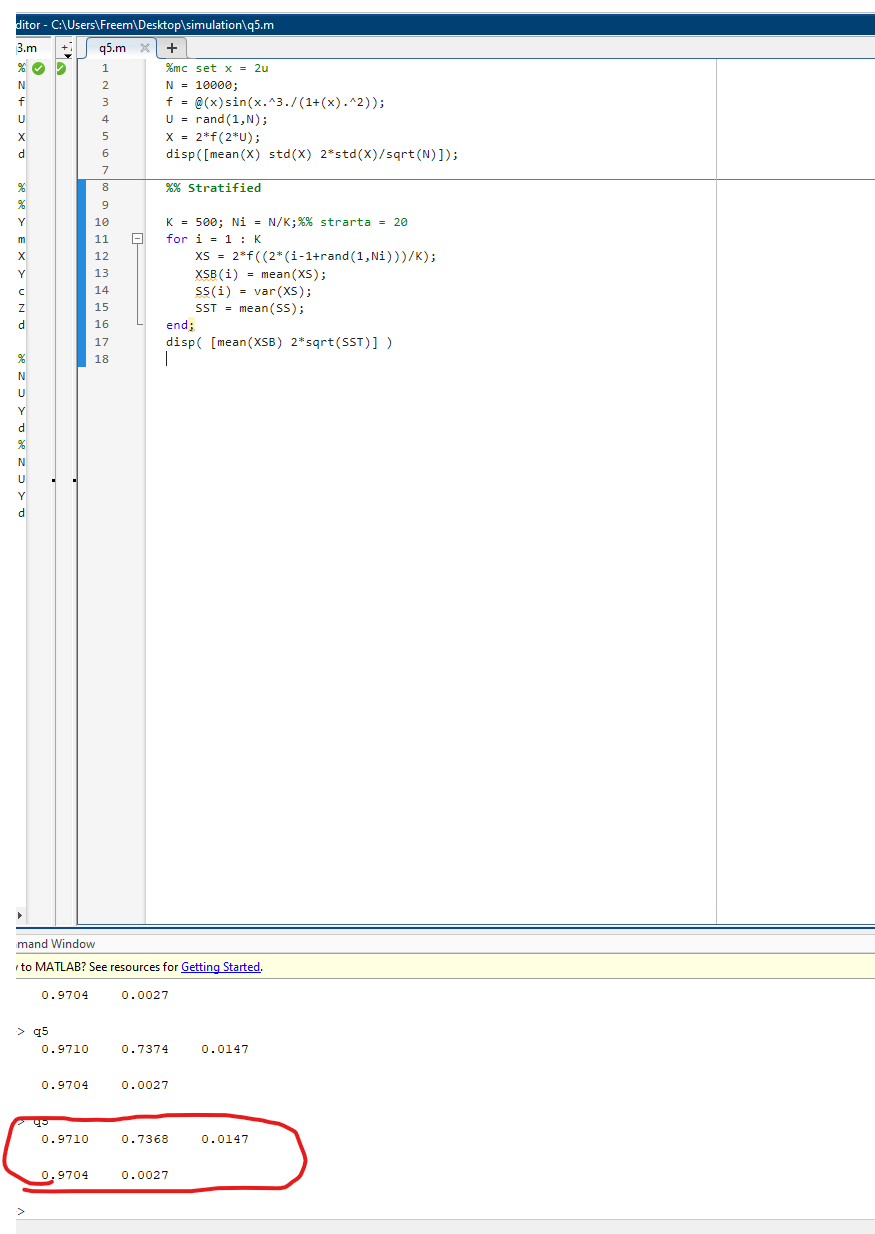 ditor - C:\Users\Freem\Desktop\simulation\q5.m
3.m
+7
q5.m
+
%
N
f
U
X
d
%
%
Y
m
X
Y
c
Z
d
%
N
U
Y
d
%
N
U
Y
d
1 %mc set x = 2u
2 N = 10000;
3 f = @(x)sin(x.^3./(1+(x).^2));
4 U = rand(1,N);
5 X = 2*f(2*U);
6 disp([mean(X) std(X) 2*std(X)/sqrt(N)]);
7
8 %% Stratified
9
10 K = 500; Ni = N/K;%% strarta = 20
11 for i = 1 : K
12 XS = 2*f((2*(i-1+rand(1,Ni)))/K);
13 XSB(i) = mean(XS);
14 SS(i) = var(XS);
15 SST = mean(SS);
16 end;
17 disp( [mean(XSB) 2*sqrt(SST)] )
18
mmand Window
to MATLAB? See resources for Getting Started.
0.9704 0.0027
> q5
0.9710 0.7374 0.0147
0.9704 0.0027
> q5
0.9710 0.7368 0.0147
0.9704 0.0027
>